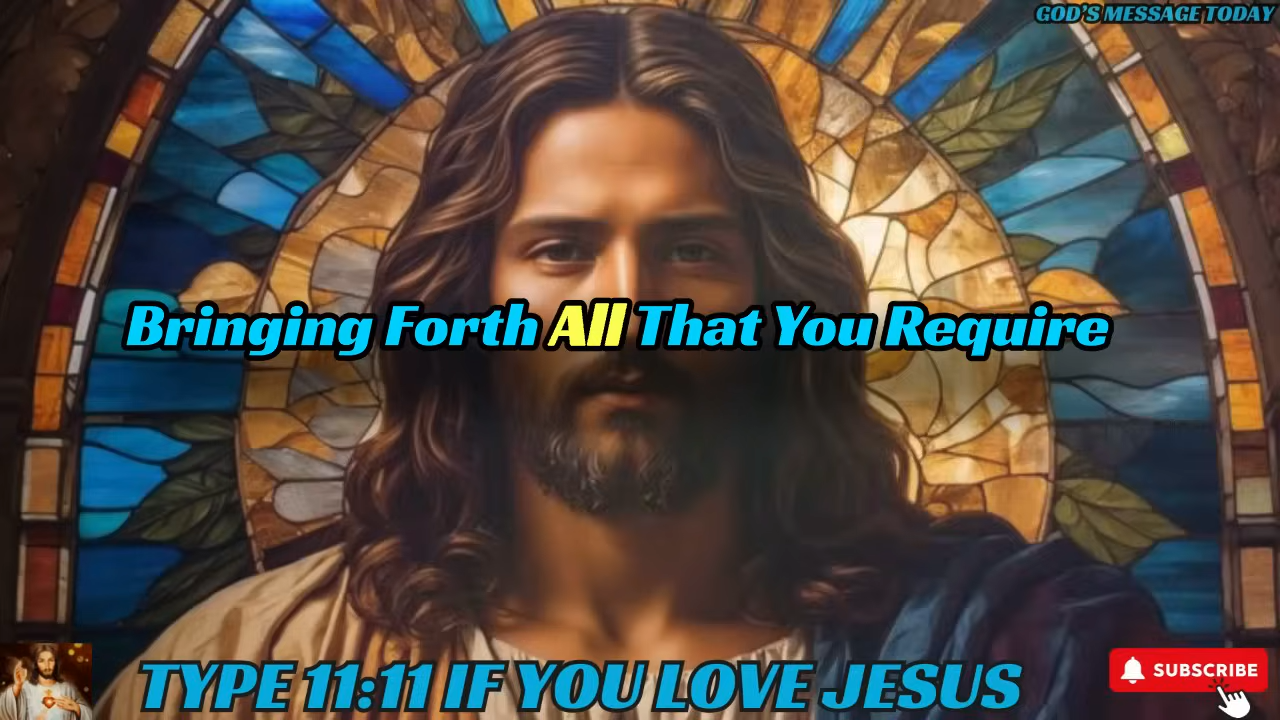 GOD'S MESSAGE TODAY
Bringing Forth All That You Require
TYPE 11:11 IF YOU LOVE JESUS
SUBSCRIBE